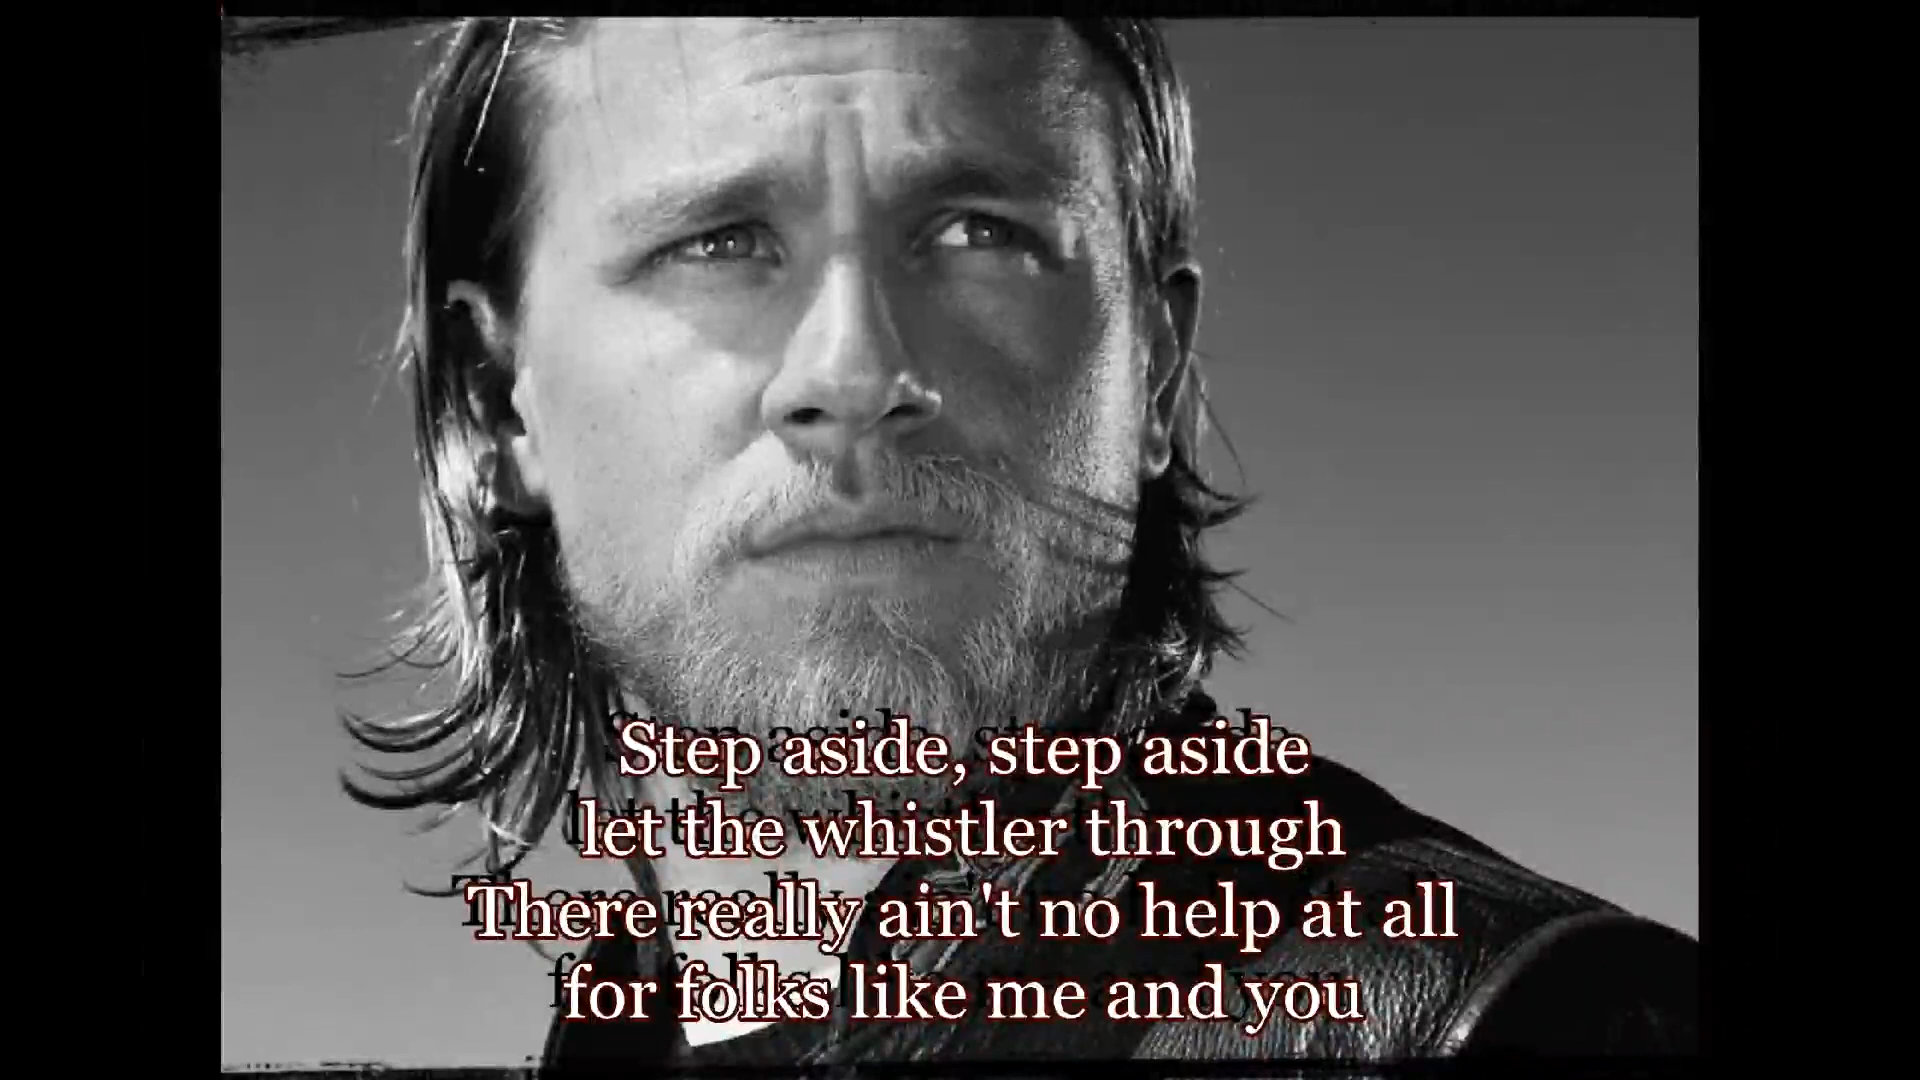 Step aside, step aside
let the whistler through
There really ain't no help at all
for folks like me and you